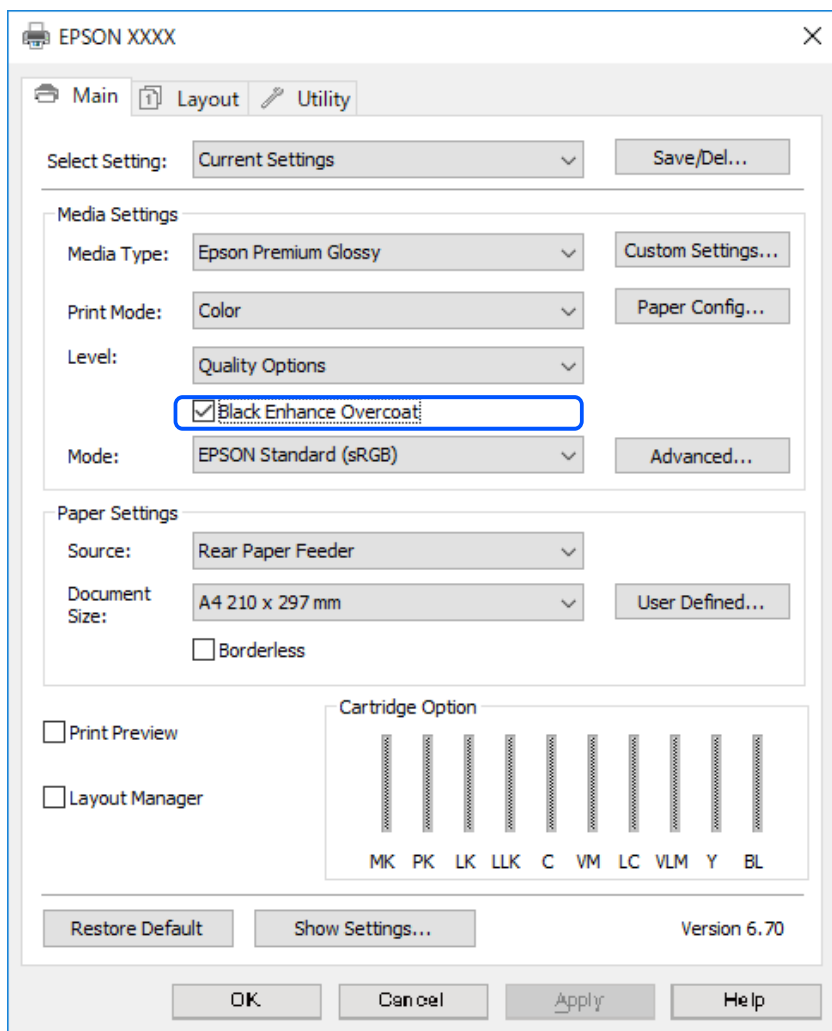 EPSON XXXX
Main Layout Utility
Select Setting: Current Settings Save/Del...
Media Settings
Media Type: Epson Premium Glossy Custom Settings...
Print Mode: Color Paper Config...
Level: Quality Options
Black Enhance Overcoat
Mode: EPSON Standard (sRGB) Advanced...
Paper Settings
Source: Rear Paper Feeder
Document
Size: A4 210 x 297 mm User Defined...
Borderless
Cartridge Option
Print Preview
Layout Manager
MK PK LK LLK C VM LC VLM Y BL
Restore Default Show Settings... Version 6.70
OK Cancel Apply Help